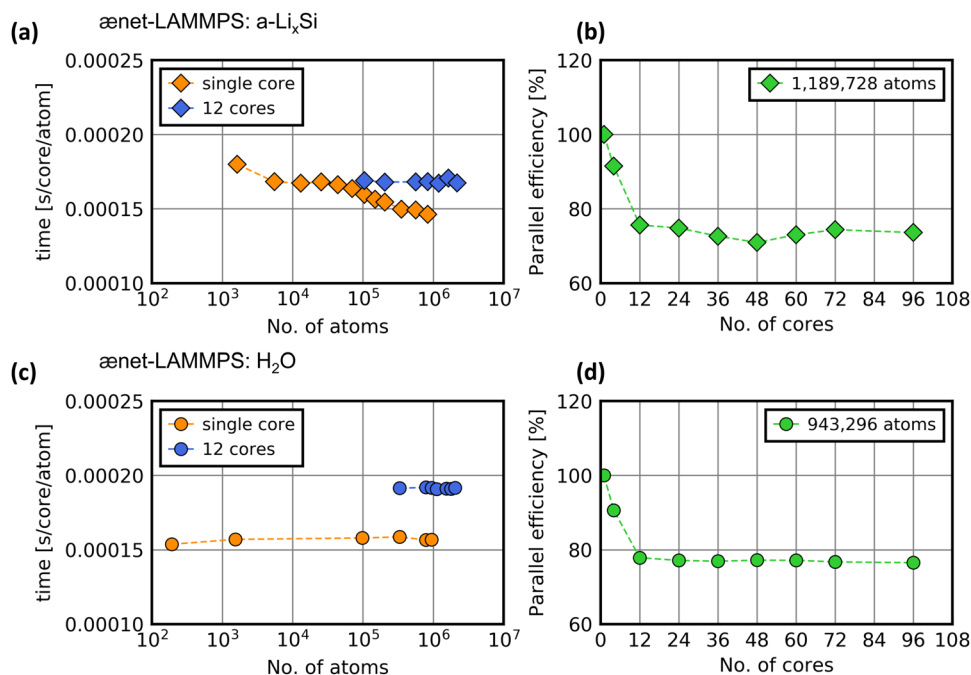 ænet-LAMMPS: a-LiₓSi
(a)
0.00025
0.00020
0.00015
0.00010
time [s/core/atom]
single core
12 cores
10² 10³ 10⁴ 10⁵ 10⁶ 10⁷
No. of atoms
(b)
120
100
80
60
Parallel efficiency [%]
1,189,728 atoms
0 12 24 36 48 60 72 84 96 108
No. of cores
ænet-LAMMPS: H₂O
(c)
0.00025
0.00020
0.00015
0.00010
time [s/core/atom]
single core
12 cores
10² 10³ 10⁴ 10⁵ 10⁶ 10⁷
No. of atoms
(d)
120
100
80
60
Parallel efficiency [%]
943,296 atoms
0 12 24 36 48 60 72 84 96 108
No. of cores